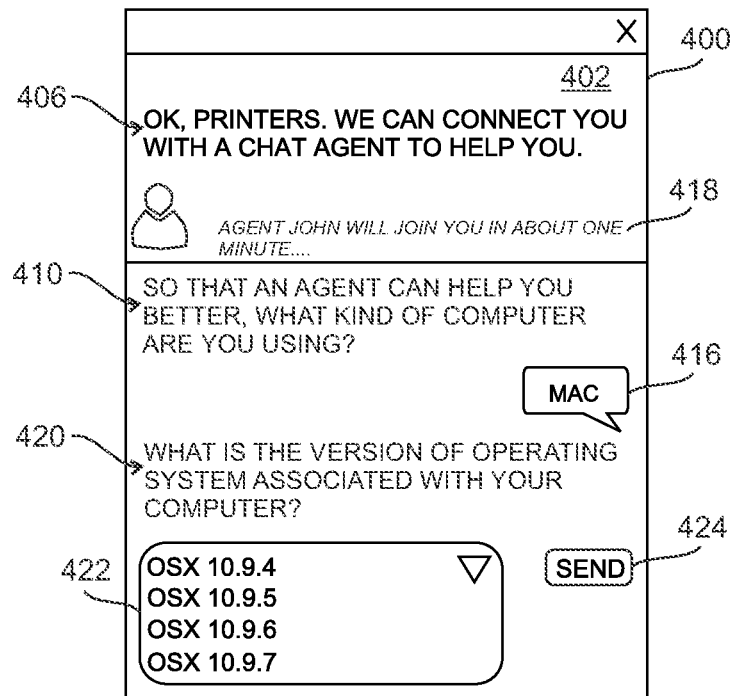 X
400
402
406
OK, PRINTERS. WE CAN CONNECT YOU
WITH A CHAT AGENT TO HELP YOU.
418
AGENT JOHN WILL JOIN YOU IN ABOUT ONE
MINUTE....
410
SO THAT AN AGENT CAN HELP YOU
BETTER, WHAT KIND OF COMPUTER
ARE YOU USING?
416
MAC
420
WHAT IS THE VERSION OF OPERATING
SYSTEM ASSOCIATED WITH YOUR
COMPUTER?
424
422
OSX 10.9.4
SEND
OSX 10.9.5
OSX 10.9.6
OSX 10.9.7